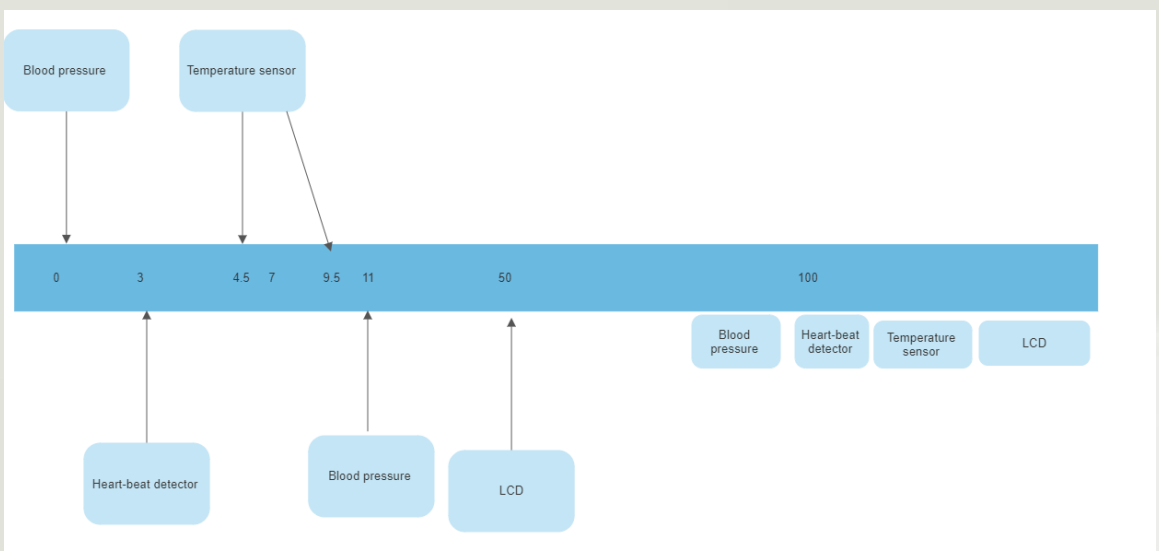 Blood pressure
Temperature sensor
0
3
4.5
7
9.5
11
50
100
Blood
pressure
Heart-beat
detector
Temperature
sensor
LCD
Heart-beat detector
Blood pressure
LCD